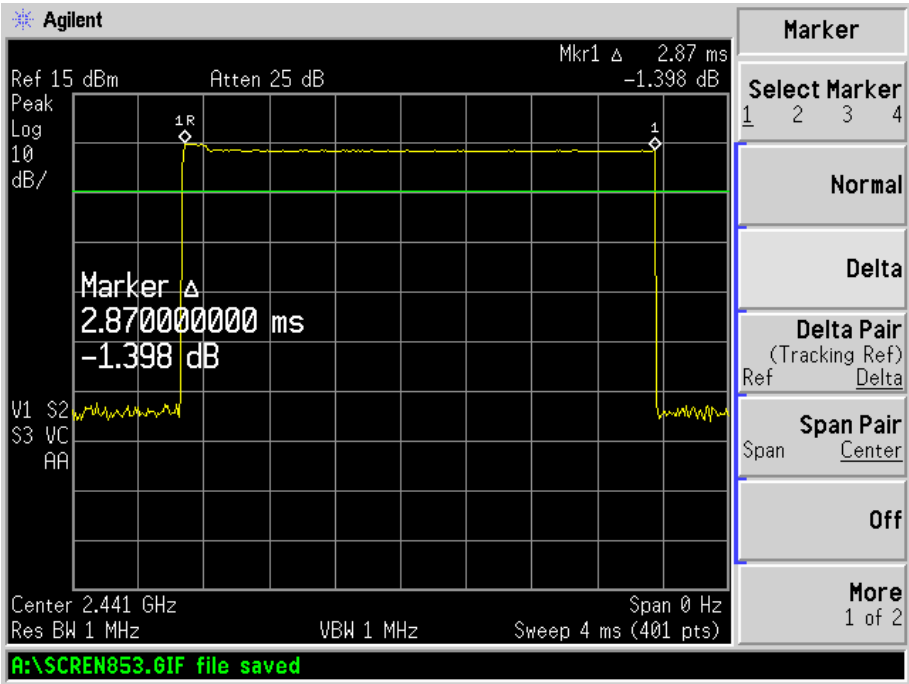 Agilent
Mkr1 Δ 2.87 ms
Ref 15 dBm Atten 25 dB -1.398 dB
Peak
Log
10
dB/
1R
1
Marker Δ
2.870000000 ms
-1.398 dB
V1 S2
S3 VC
AA
Center 2.441 GHz Span 0 Hz
Res BW 1 MHz VBW 1 MHz Sweep 4 ms (401 pts)
A:\SCREN853.GIF file saved
Marker
Select Marker
1 2 3 4
Normal
Delta
Delta Pair
(Tracking Ref)
Ref Delta
Span Pair
Span Center
Off
More
1 of 2